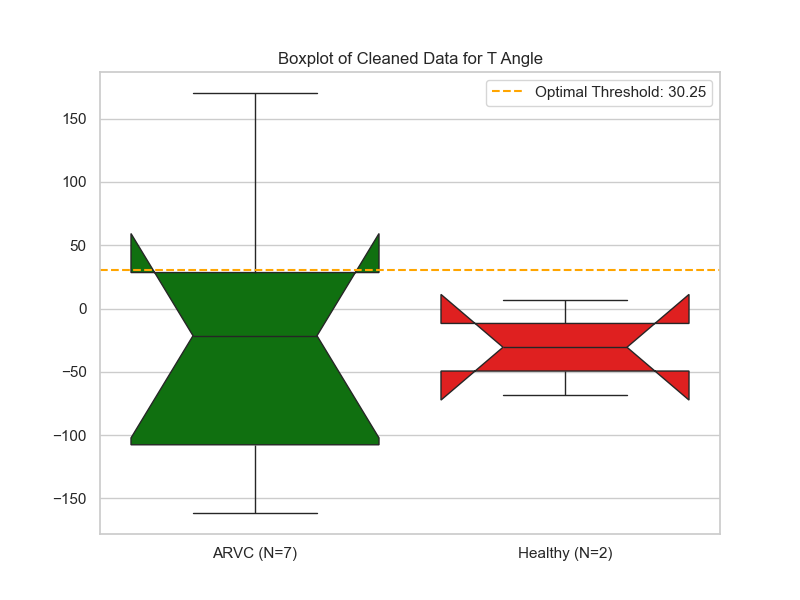 Boxplot of Cleaned Data for T Angle
Optimal Threshold: 30.25
150
100
50
0
−50
−100
−150
ARVC (N=7)
Healthy (N=2)